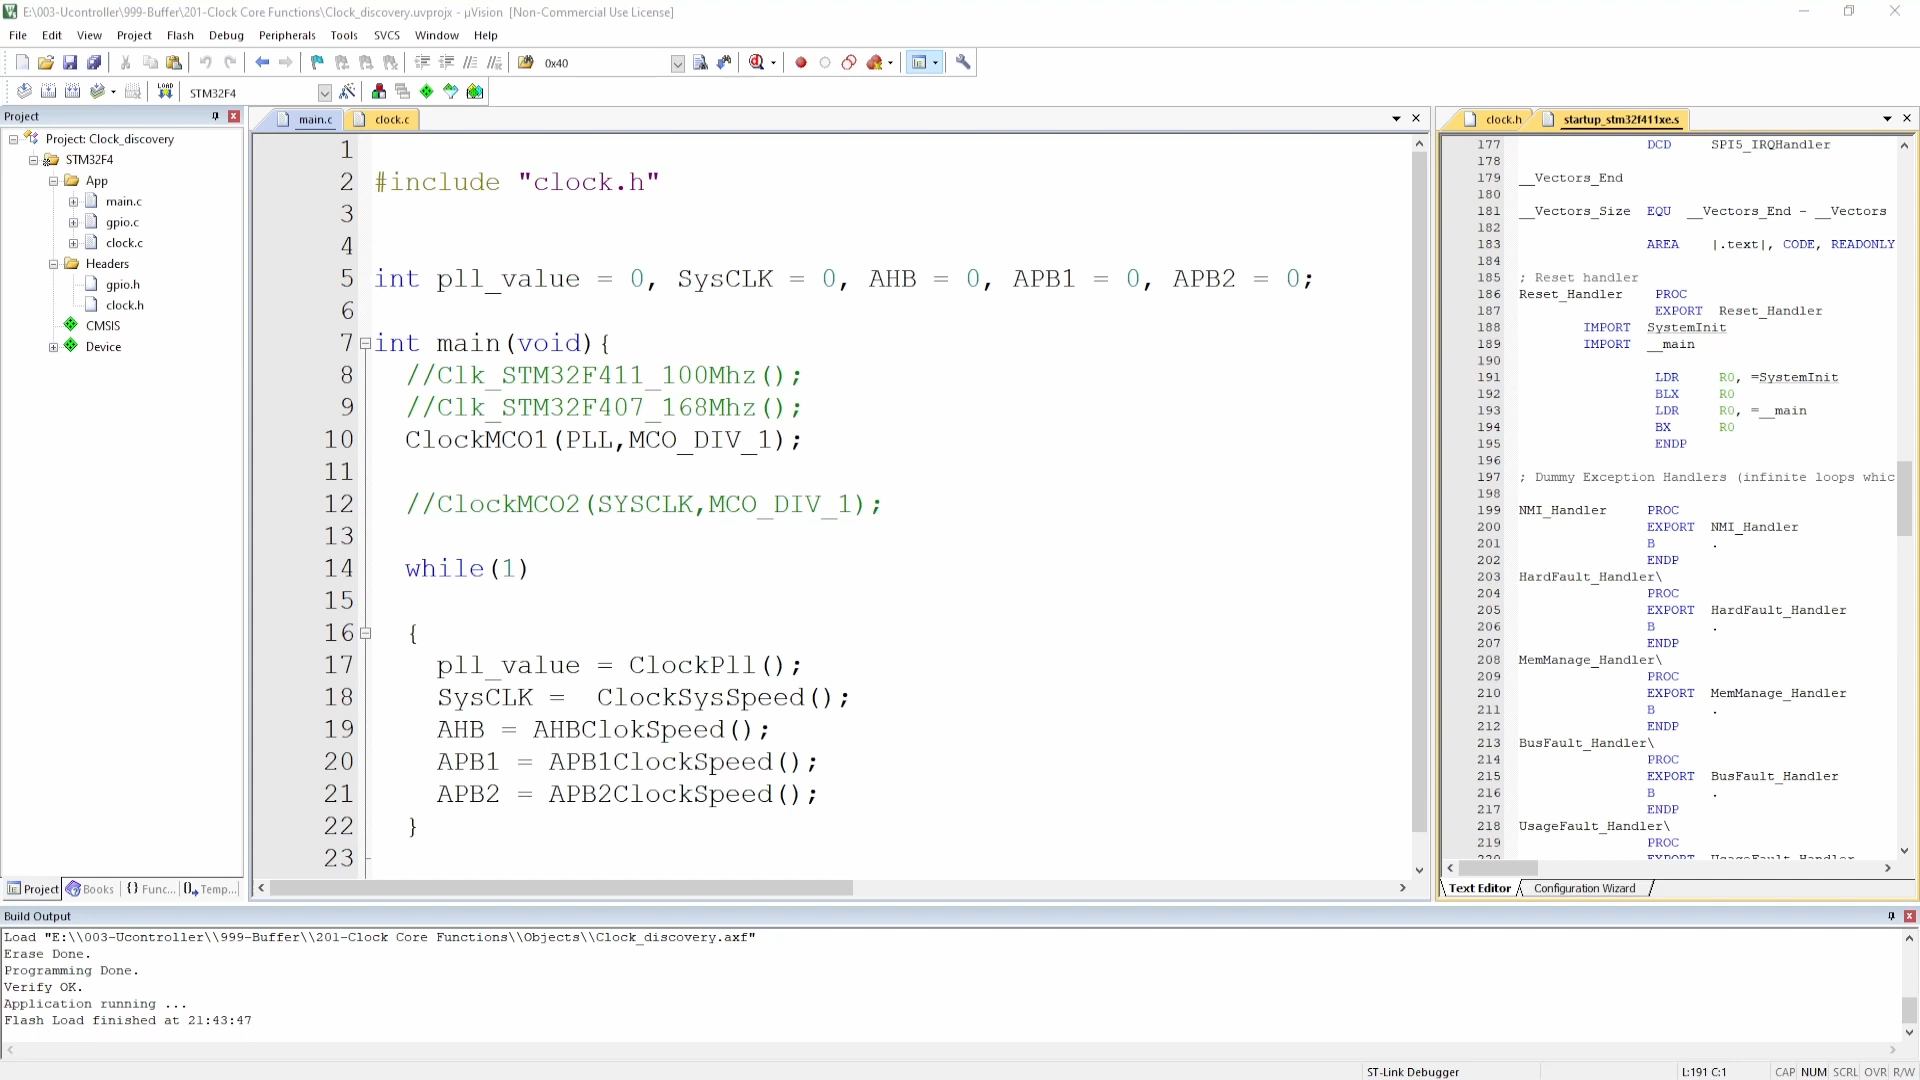 E:\003-Ucontroller\999-Buffer\201-Clock Core Functions\Clock_discovery.uvprojx - µVision  [Non-Commercial Use License]
File Edit View Project Flash Debug Peripherals Tools SVCS Window Help
0x40
LOAD STM32F4
Project
Project: Clock_discovery
STM32F4
App
main.c
gpio.c
clock.c
Headers
gpio.h
clock.h
CMSIS
Device
Project Books {} Func... Temp...
main.c clock.c
1
2 #include "clock.h"
3
4
5 int pll_value = 0, SysCLK = 0, AHB = 0, APB1 = 0, APB2 = 0;
6
7 int main(void){
8 //Clk_STM32F411_100Mhz();
9 //Clk_STM32F407_168Mhz();
10 ClockMCO1(PLL,MCO_DIV_1);
11
12 //ClockMCO2(SYSCLK,MCO_DIV_1);
13
14 while(1)
15
16 {
17 pll_value = ClockPll();
18 SysCLK =  ClockSysSpeed();
19 AHB = AHBClokSpeed();
20 APB1 = APB1ClockSpeed();
21 APB2 = APB2ClockSpeed();
22 }
23
clock.h startup_stm32f411xe.s
177 DCD SPI5_IRQHandler
178
179 __Vectors_End
180
181 __Vectors_Size EQU __Vectors_End - __Vectors
182
183 AREA |.text|, CODE, READONLY
184
185 ; Reset handler
186 Reset_Handler PROC
187 EXPORT Reset_Handler
188 IMPORT SystemInit
189 IMPORT __main
190
191 LDR R0, =SystemInit
192 BLX R0
193 LDR R0, =__main
194 BX R0
195 ENDP
196
197 ; Dummy Exception Handlers (infinite loops whic
198
199 NMI_Handler PROC
200 EXPORT NMI_Handler
201 B .
202 ENDP
203 HardFault_Handler\
204 PROC
205 EXPORT HardFault_Handler
206 B .
207 ENDP
208 MemManage_Handler\
209 PROC
210 EXPORT MemManage_Handler
211 B .
212 ENDP
213 BusFault_Handler\
214 PROC
215 EXPORT BusFault_Handler
216 B .
217 ENDP
218 UsageFault_Handler\
219 PROC
220 EXPORT UsageFault_Handler
Text Editor Configuration Wizard
Build Output
Load "E:\\003-Ucontroller\\999-Buffer\\201-Clock Core Functions\\Objects\\Clock_discovery.axf"
Erase Done.
Programming Done.
Verify OK.
Application running ...
Flash Load finished at 21:43:47
ST-Link Debugger L:191 C:1 CAP NUM SCRL OVR R/W